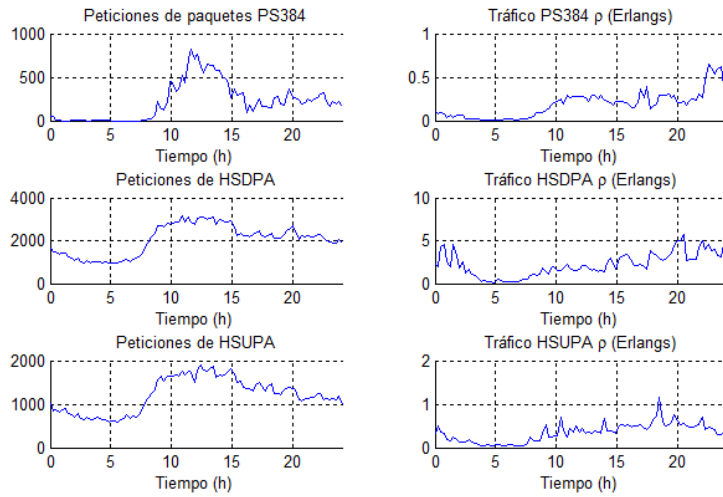 Peticiones de paquetes PS384
1000
500
0
0 5 10 15 20
Tiempo (h)
Tráfico PS384 ρ (Erlangs)
1
0.5
0
0 5 10 15 20
Tiempo (h)
Peticiones de HSDPA
4000
2000
0
0 5 10 15 20
Tiempo (h)
Tráfico HSDPA ρ (Erlangs)
10
5
0
0 5 10 15 20
Tiempo (h)
Peticiones de HSUPA
2000
1000
0
0 5 10 15 20
Tiempo (h)
Tráfico HSUPA ρ (Erlangs)
2
1
0
0 5 10 15 20
Tiempo (h)